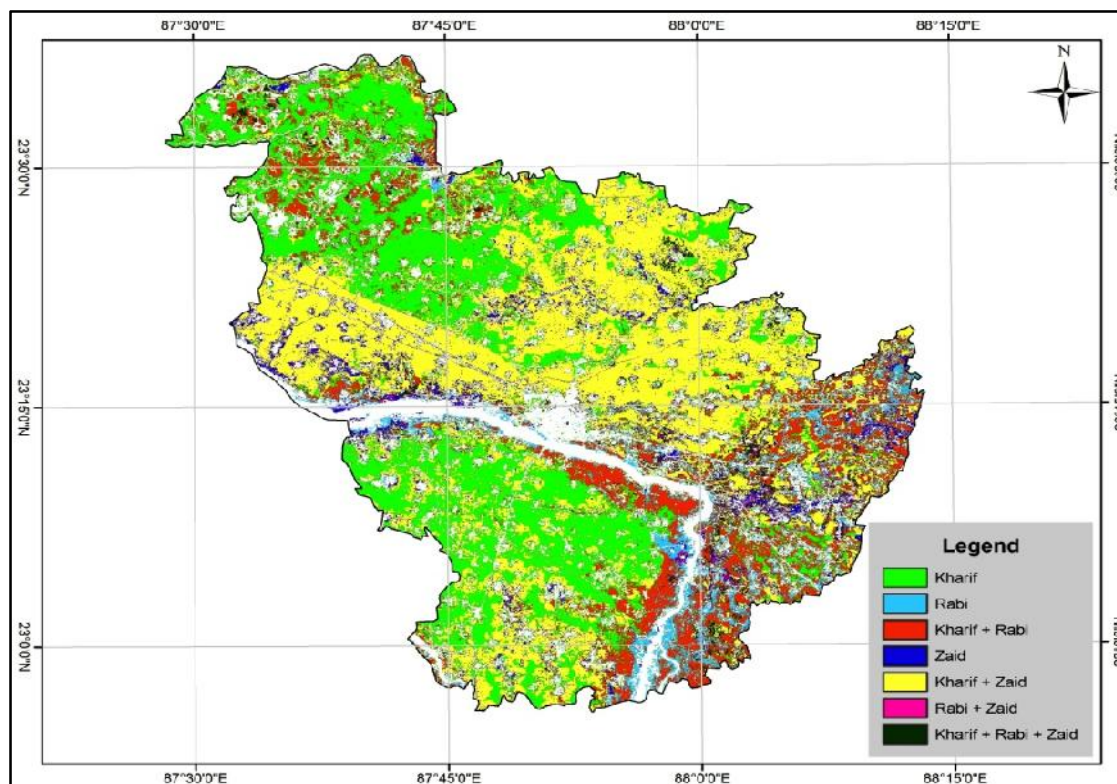 87°30'0"E 87°45'0"E 88°0'0"E 88°15'0"E
N
23°30'0"N
23°15'0"N
23°0'0"N
Legend
Kharif
Rabi
Kharif + Rabi
Zaid
Kharif + Zaid
Rabi + Zaid
Kharif + Rabi + Zaid
87°30'0"E 87°45'0"E 88°0'0"E 88°15'0"E